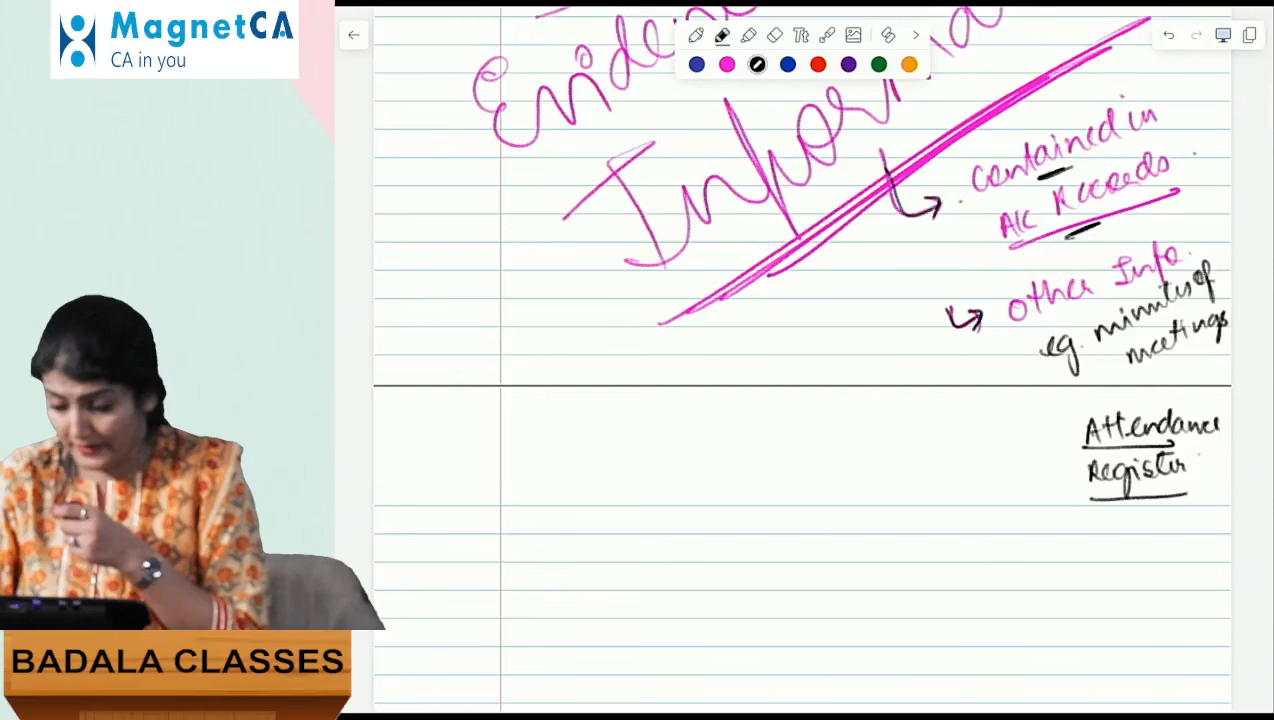 MagnetCA
CA in you
Information
contained in
A/C Records.
other Info.
eg. minutes of
meetings
Attendance
Register
BADALA CLASSES